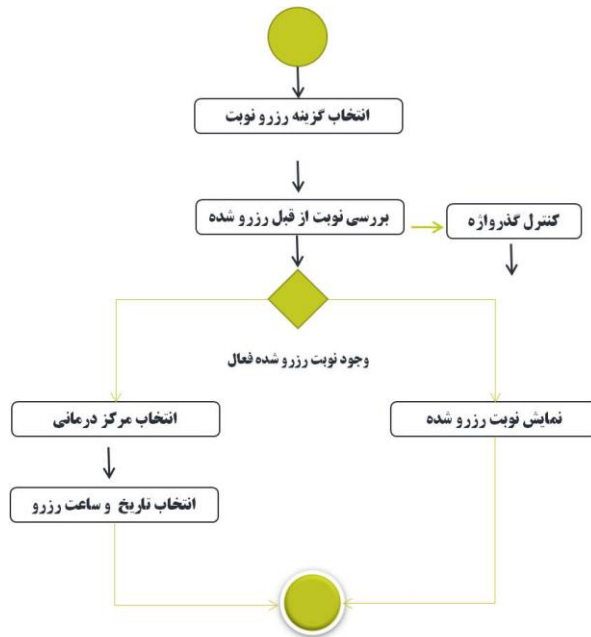 انتخاب گزینه رزرو نوبت
بررسی نوبت از قبل رزرو شده
کنترل گذرواژه
وجود نوبت رزرو شده فعال
انتخاب مرکز درمانی
نمایش نوبت رزرو شده
انتخاب تاریخ و ساعت رزرو